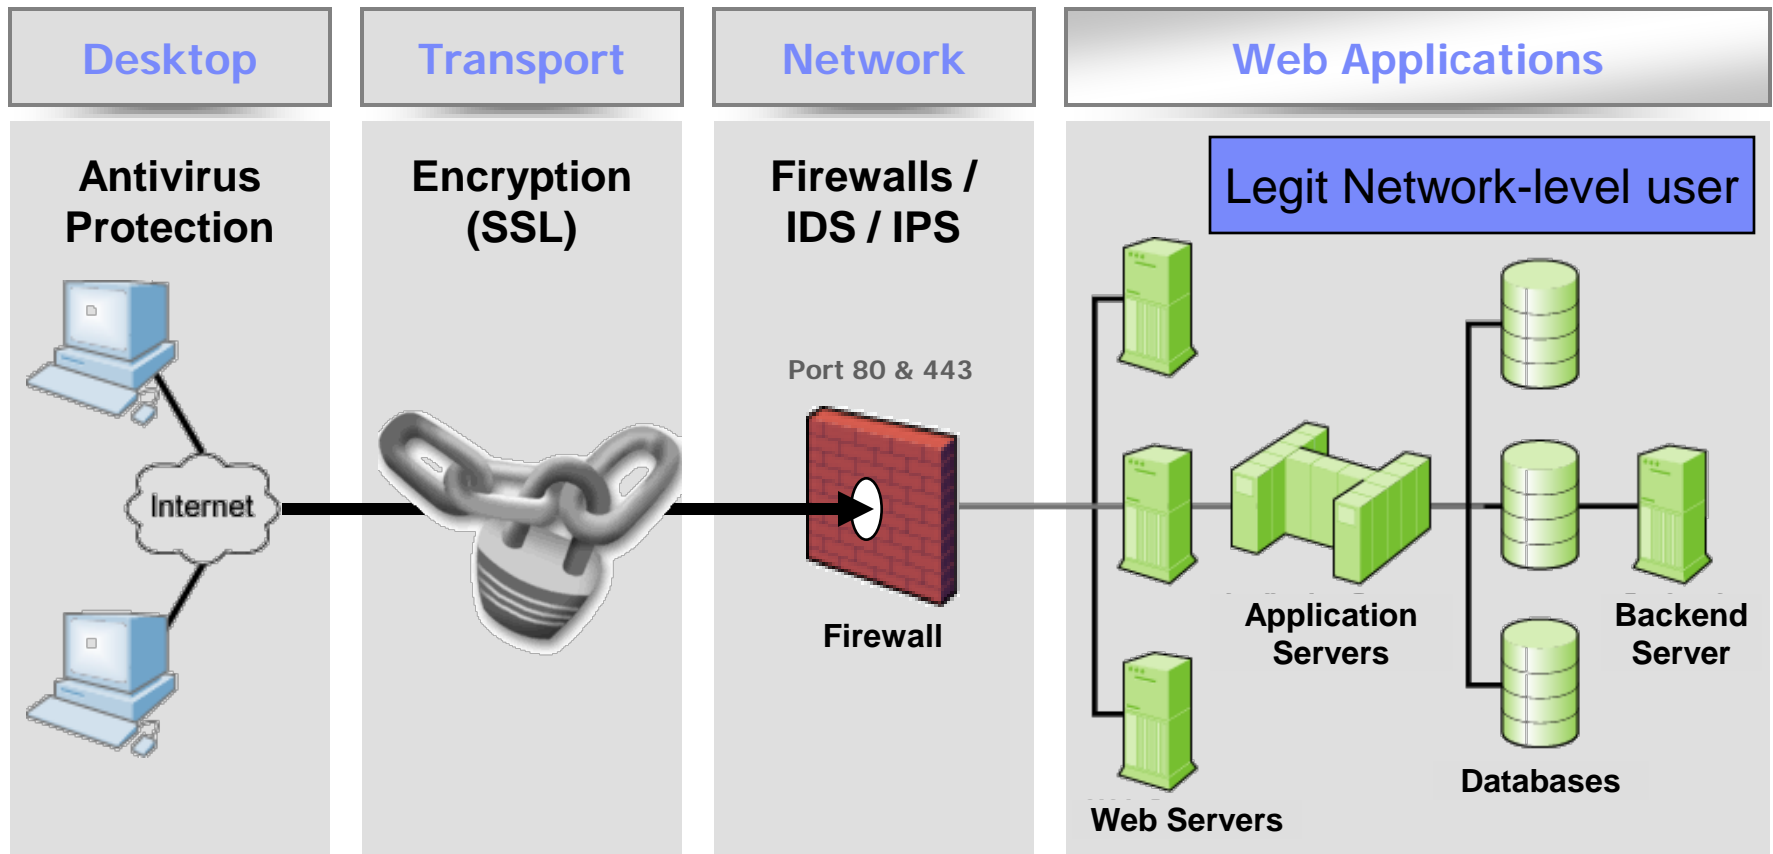 Desktop
Transport
Network
Web Applications
Antivirus
Protection
Encryption
(SSL)
Firewalls /
IDS / IPS
Legit Network-level user
Port 80 & 443
Internet
Firewall
Application
Servers
Backend
Server
Databases
Web Servers